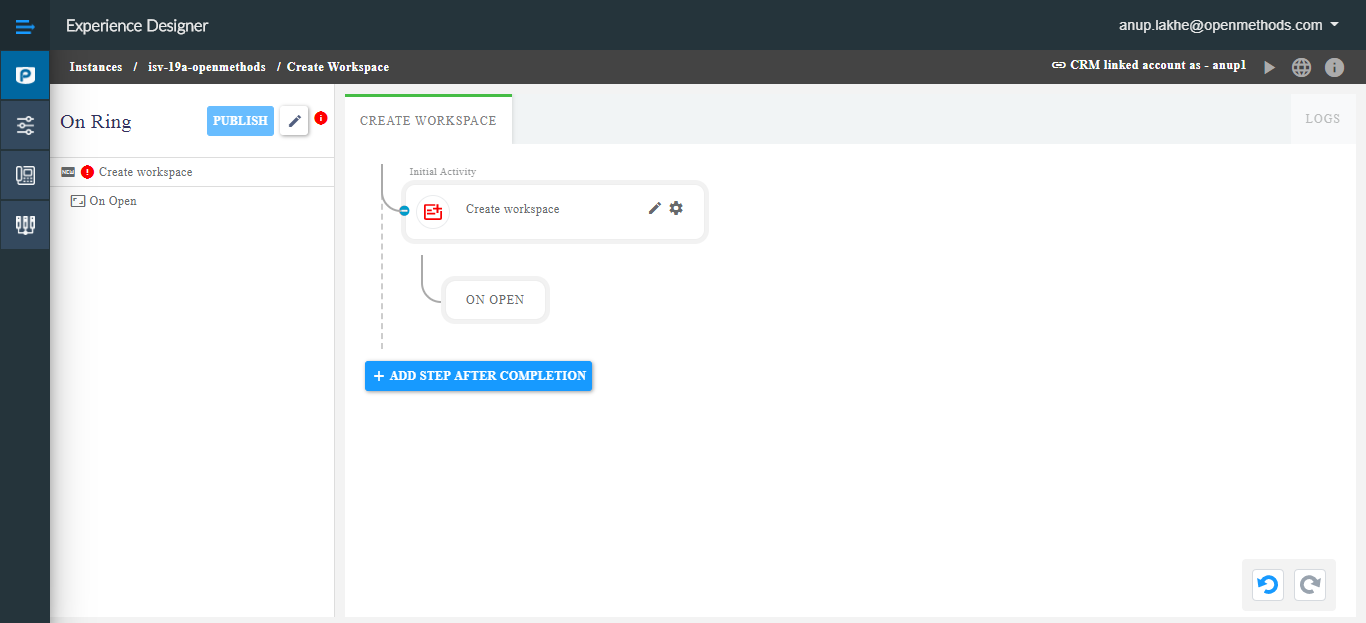 Experience Designer
anup.lakhe@openmethods.com
Instances / isv-19a-openmethods / Create Workspace
CRM linked account as - anup1
On Ring
PUBLISH
NEW Create workspace
On Open
CREATE WORKSPACE
LOGS
Initial Activity
Create workspace
ON OPEN
+ ADD STEP AFTER COMPLETION